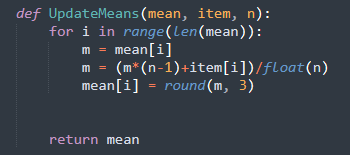 def UpdateMeans(mean, item, n):
    for i in range(len(mean)):
        m = mean[i]
        m = (m*(n-1)+item[i])/float(n)
        mean[i] = round(m, 3)
    return mean